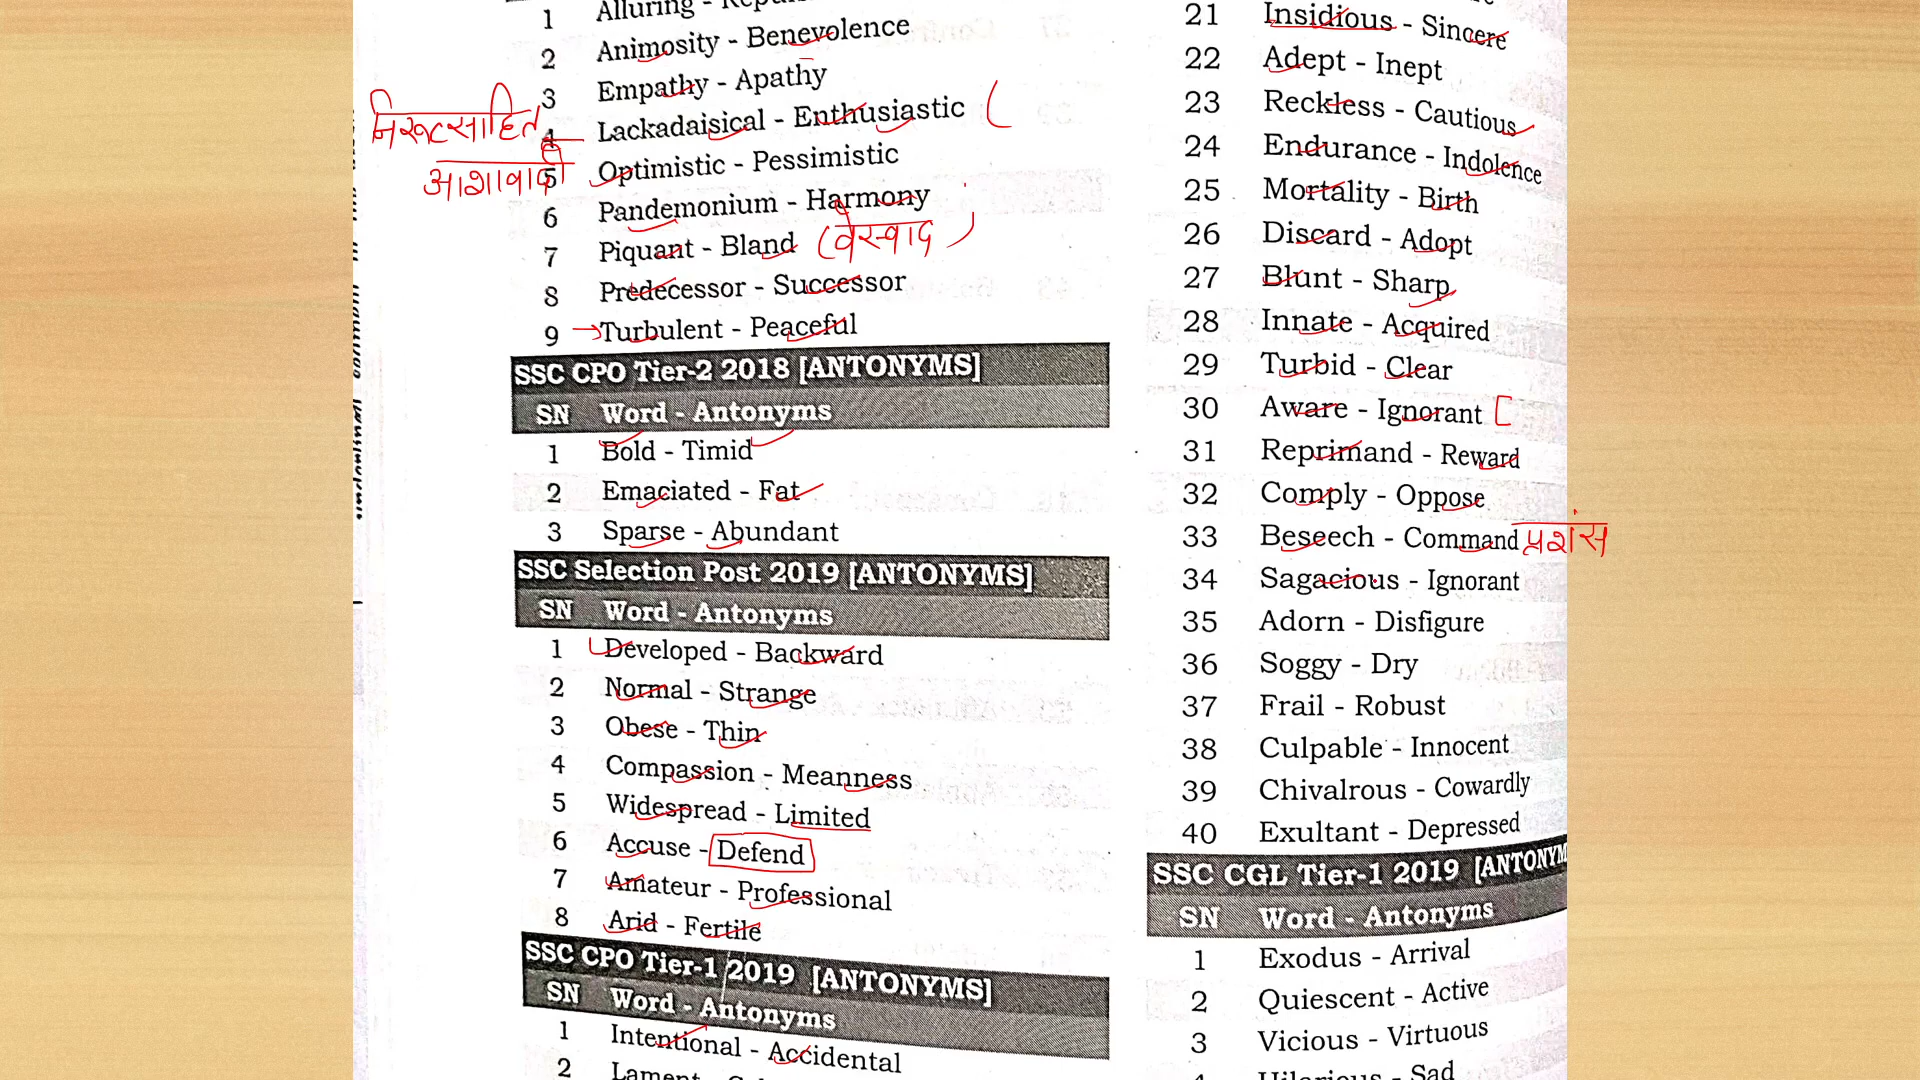 1 Alluring -
2 Animosity - Benevolence
3 Empathy - Apathy
निरूत्साहित
4 Lackadaisical - Enthusiastic (
आशावादी
5 Optimistic - Pessimistic
6 Pandemonium - Harmony
7 Piquant - Bland (बेस्वाद)
8 Predecessor - Successor
9 → Turbulent - Peaceful
SSC CPO Tier-2 2018 [ANTONYMS]
SN Word - Antonyms
1 Bold - Timid
2 Emaciated - Fat
3 Sparse - Abundant
SSC Selection Post 2019 [ANTONYMS]
SN Word - Antonyms
1 Developed - Backward
2 Normal - Strange
3 Obese - Thin
4 Compassion - Meanness
5 Widespread - Limited
6 Accuse - Defend
7 Amateur - Professional
8 Arid - Fertile
SSC CPO Tier-1 2019 [ANTONYMS]
SN Word - Antonyms
1 Intentional - Accidental
2 Lament -
21 Insidious - Sincere
22 Adept - Inept
23 Reckless - Cautious
24 Endurance - Indolence
25 Mortality - Birth
26 Discard - Adopt
27 Blunt - Sharp
28 Innate - Acquired
29 Turbid - Clear
30 Aware - Ignorant [
31 Reprimand - Reward
32 Comply - Oppose
33 Beseech - Command प्रशंस
34 Sagacious - Ignorant
35 Adorn - Disfigure
36 Soggy - Dry
37 Frail - Robust
38 Culpable - Innocent
39 Chivalrous - Cowardly
40 Exultant - Depressed
SSC CGL Tier-1 2019 [ANTONYM
SN Word - Antonyms
1 Exodus - Arrival
2 Quiescent - Active
3 Vicious - Virtuous
4 Hilarious - Sad